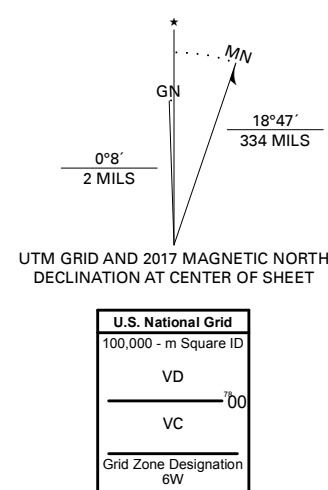 ★
MN
GN
18°47´
334 MILS
0°8´
2 MILS
UTM GRID AND 2017 MAGNETIC NORTH
DECLINATION AT CENTER OF SHEET
U.S. National Grid
100,000 - m Square ID
VD
7800
VC
Grid Zone Designation
6W